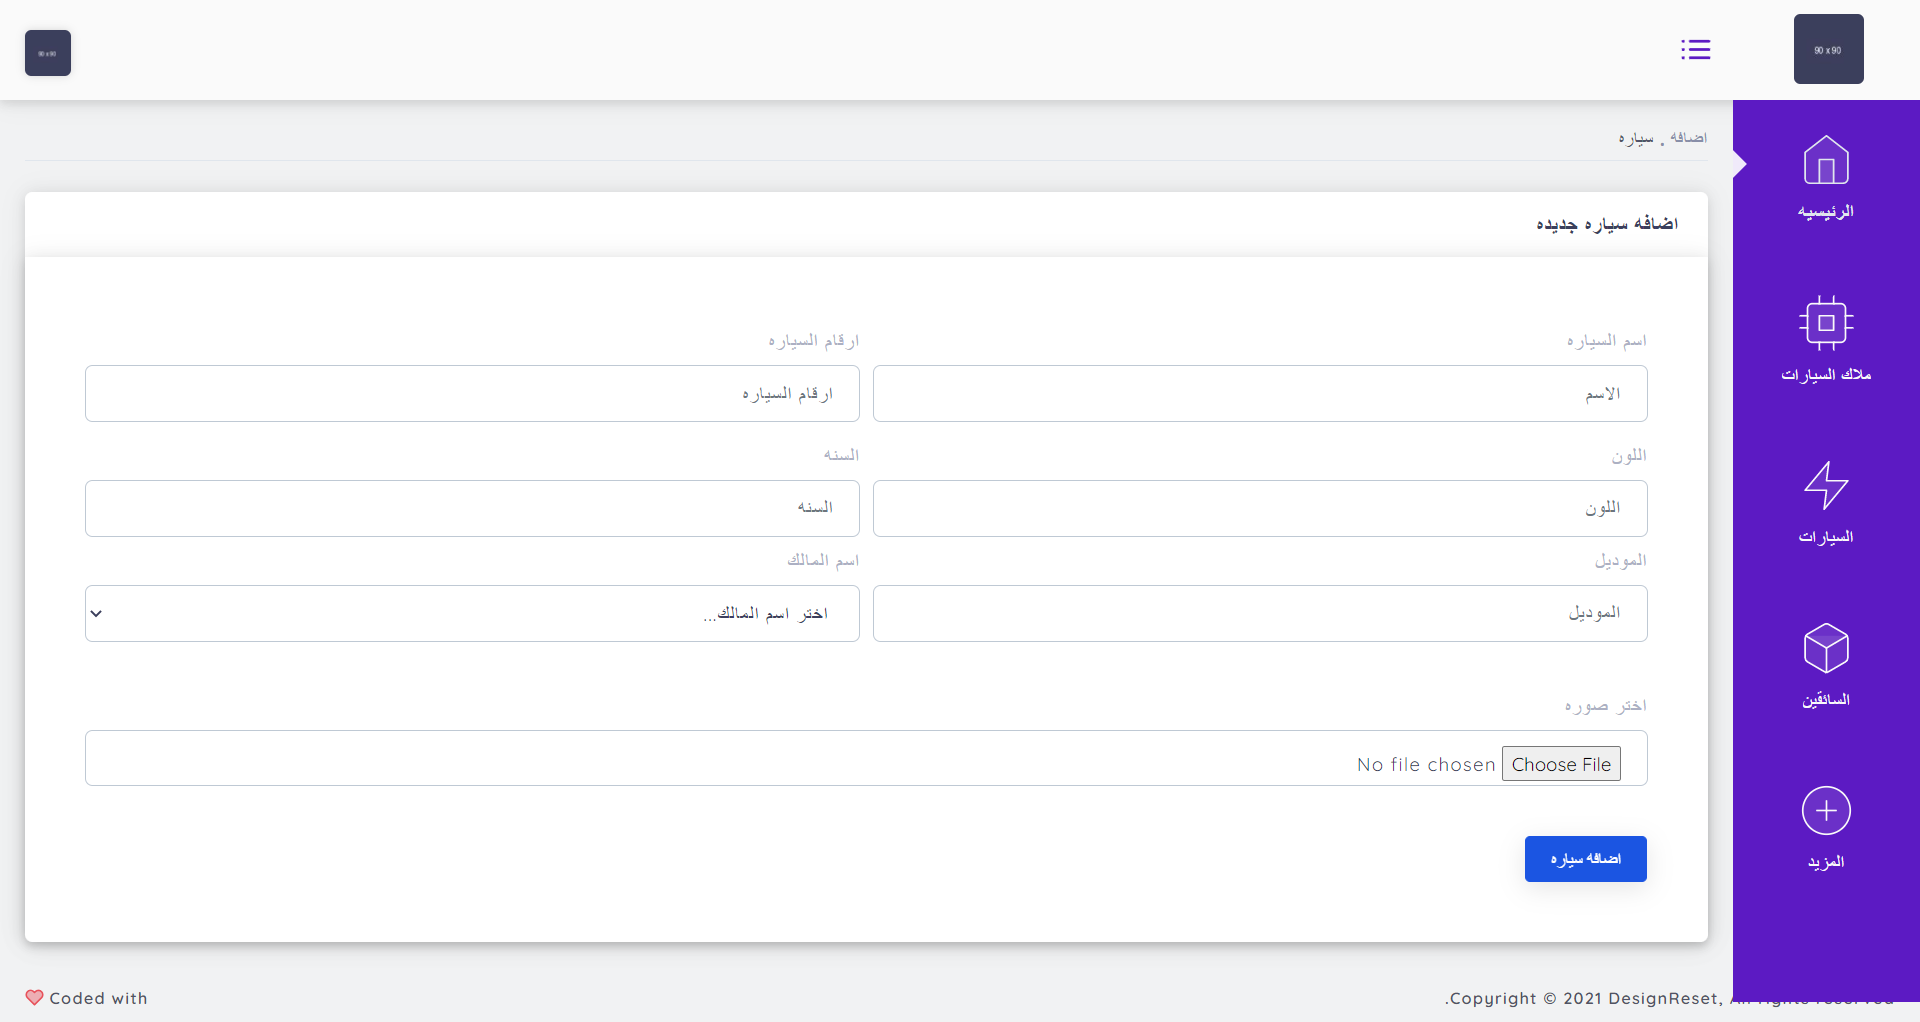 90 x 90
90 x 90
اضافه . سياره
الرئيسيه
ملاك السيارات
السيارات
السائقين
المزيد
اضافه سياره جديده
اسم السياره
ارقام السياره
الاسم
ارقام السياره
اللون
السنه
اللون
السنه
الموديل
اسم المالك
الموديل
اختر اسم المالك...
اختر صوره
Choose File No file chosen
اضافه سياره
.Copyright © 2021 DesignReset,
Coded with